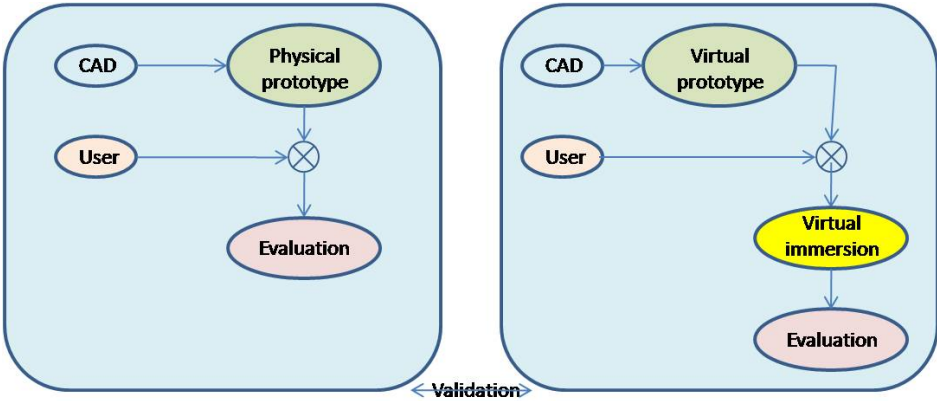 CAD
Physical
prototype
User
Evaluation
CAD
Virtual
prototype
User
Virtual
immersion
Evaluation
Validation